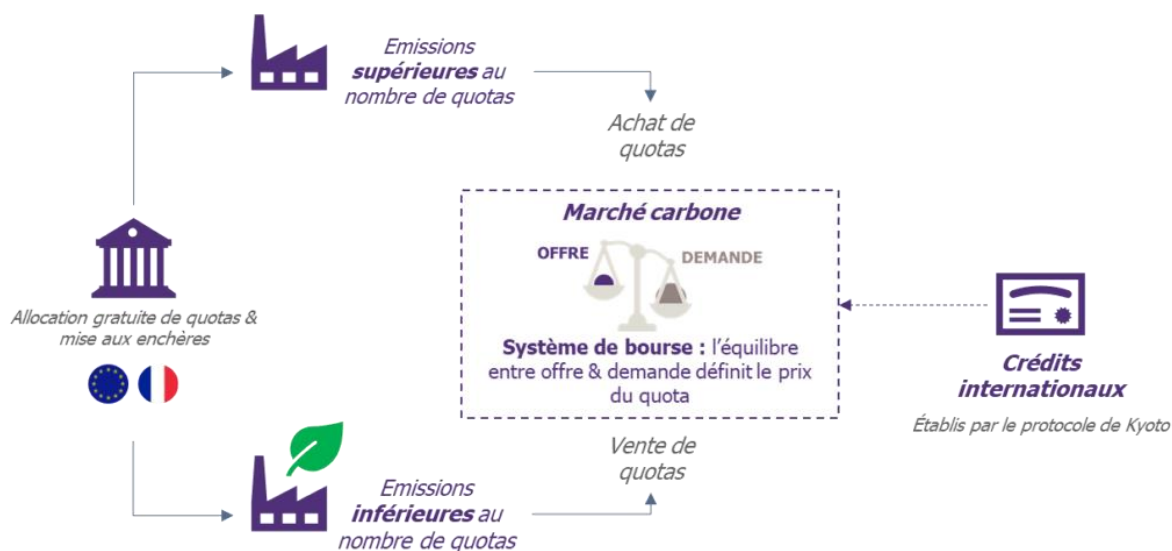 Emissions
supérieures au
nombre de quotas
Achat de
quotas
Marché carbone
OFFRE
DEMANDE
Système de bourse : l'équilibre
entre offre & demande définit le prix
du quota
Allocation gratuite de quotas &
mise aux enchères
Crédits
internationaux
Établis par le protocole de Kyoto
Vente de
quotas
Emissions
inférieures au
nombre de quotas